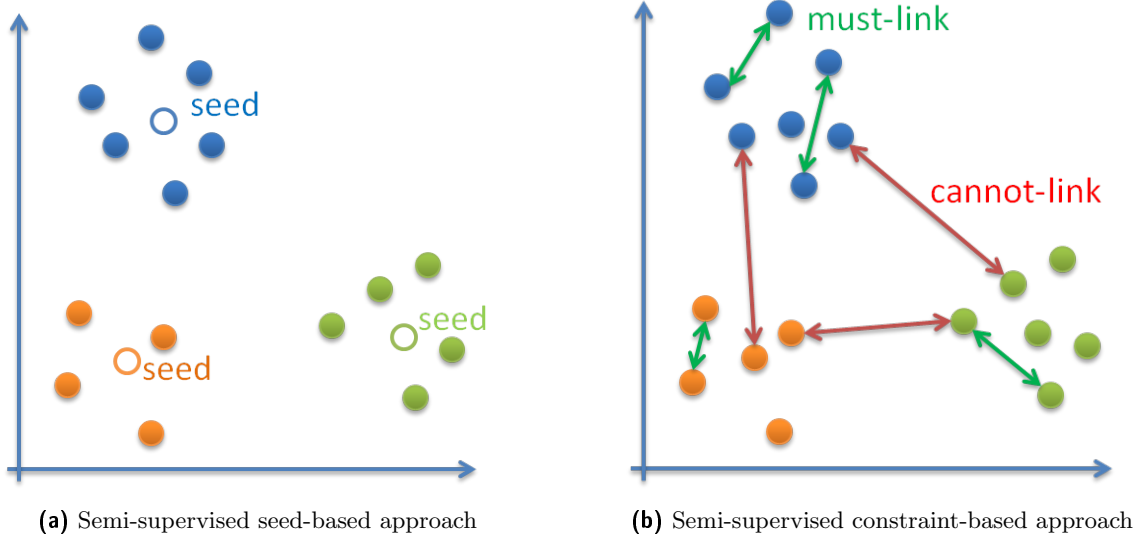 seed
seed
seed
(a) Semi-supervised seed-based approach
must-link
cannot-link
(b) Semi-supervised constraint-based approach